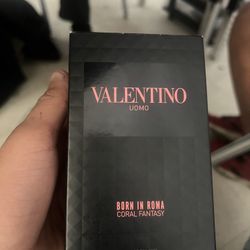 VALENTINO
UOMO
BORN IN ROMA
CORAL FANTASY